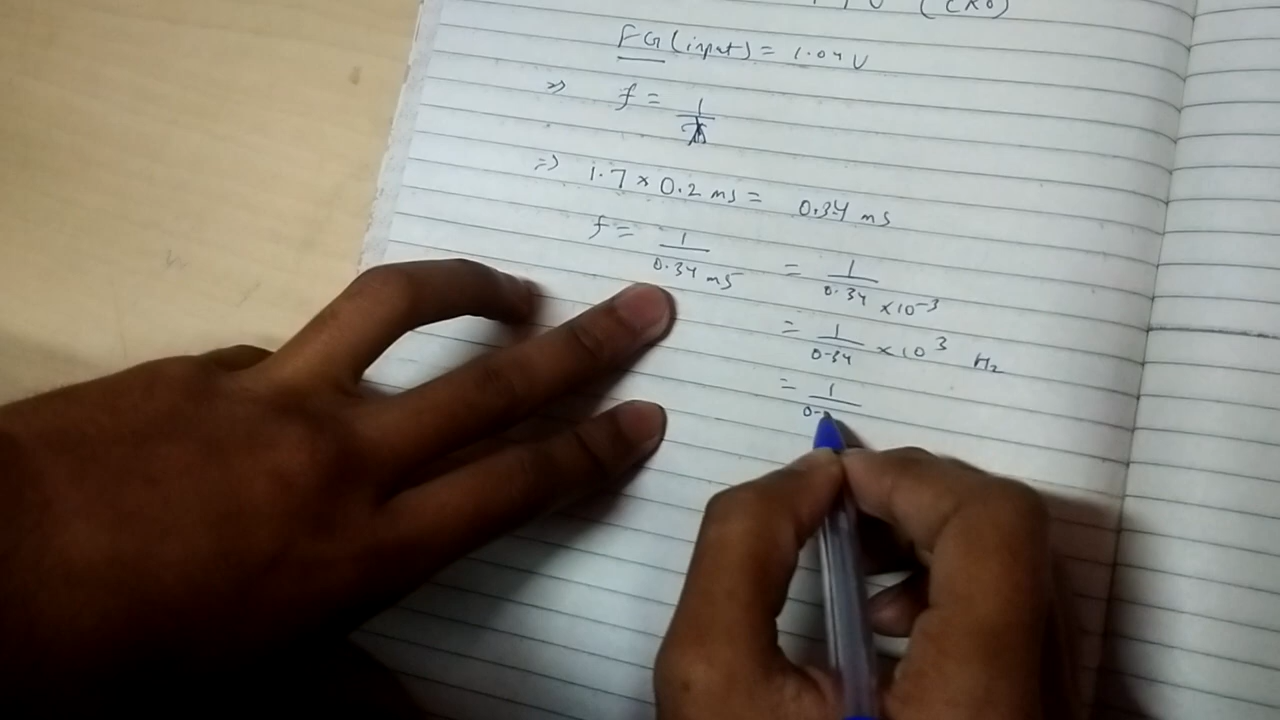 (CRO)
FG (input) = 1.04 V
⇒ f = 1/T
⇒ 1.7 × 0.2 ms = 0.34 ms
f = 1/0.34 ms = 1/0.34 × 10⁻³
= 1/0.34 × 10³ Hz
= 1/0.